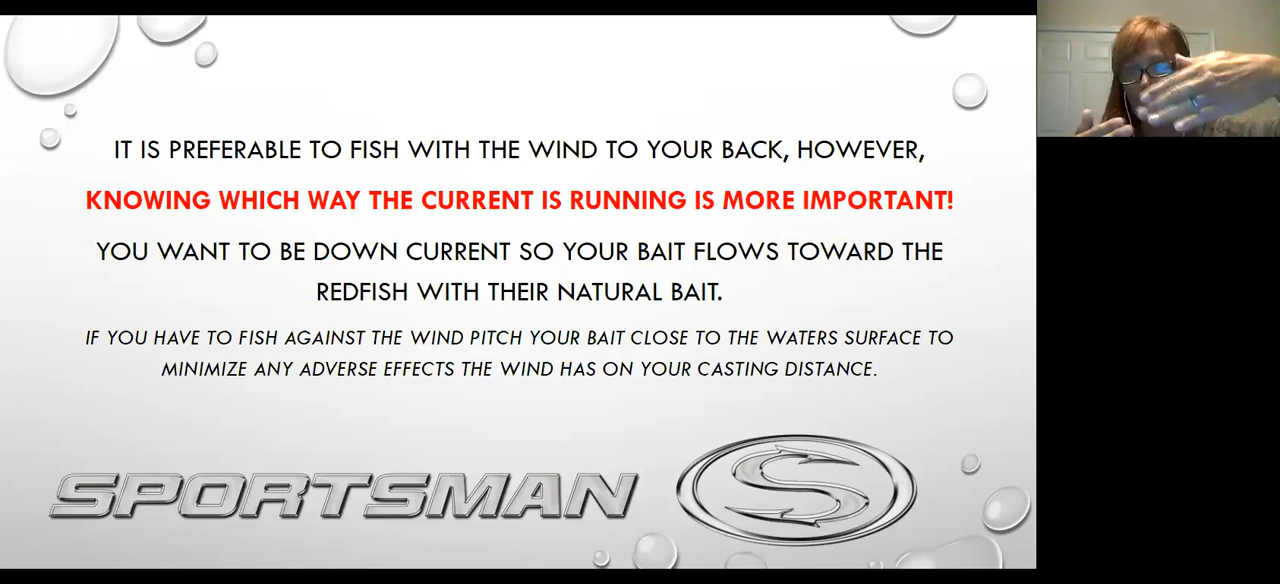 IT IS PREFERABLE TO FISH WITH THE WIND TO YOUR BACK, HOWEVER,
KNOWING WHICH WAY THE CURRENT IS RUNNING IS MORE IMPORTANT!
YOU WANT TO BE DOWN CURRENT SO YOUR BAIT FLOWS TOWARD THE
REDFISH WITH THEIR NATURAL BAIT.
IF YOU HAVE TO FISH AGAINST THE WIND PITCH YOUR BAIT CLOSE TO THE WATERS SURFACE TO
MINIMIZE ANY ADVERSE EFFECTS THE WIND HAS ON YOUR CASTING DISTANCE.
SPORTSMAN S